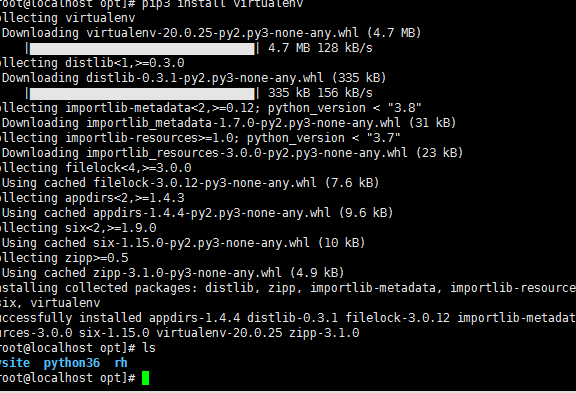 root@localhost opt]# pip3 install virtualenv
ollecting virtualenv
Downloading virtualenv-20.0.25-py2.py3-none-any.whl (4.7 MB)
| | 4.7 MB 128 kB/s
ollecting distlib<1,>=0.3.0
Downloading distlib-0.3.1-py2.py3-none-any.whl (335 kB)
| | 335 kB 156 kB/s
ollecting importlib-metadata<2,>=0.12; python_version < "3.8"
Downloading importlib_metadata-1.7.0-py2.py3-none-any.whl (31 kB)
ollecting importlib-resources>=1.0; python_version < "3.7"
Downloading importlib_resources-3.0.0-py2.py3-none-any.whl (23 kB)
ollecting filelock<4,>=3.0.0
Using cached filelock-3.0.12-py3-none-any.whl (7.6 kB)
ollecting appdirs<2,>=1.4.3
Using cached appdirs-1.4.4-py2.py3-none-any.whl (9.6 kB)
ollecting six<2,>=1.9.0
Using cached six-1.15.0-py2.py3-none-any.whl (10 kB)
ollecting zipp>=0.5
Using cached zipp-3.1.0-py3-none-any.whl (4.9 kB)
nstalling collected packages: distlib, zipp, importlib-metadata, importlib-resource
six, virtualenv
uccessfully installed appdirs-1.4.4 distlib-0.3.1 filelock-3.0.12 importlib-metadat
urces-3.0.0 six-1.15.0 virtualenv-20.0.25 zipp-3.1.0
root@localhost opt]# ls
ysite python36 rh
root@localhost opt]#